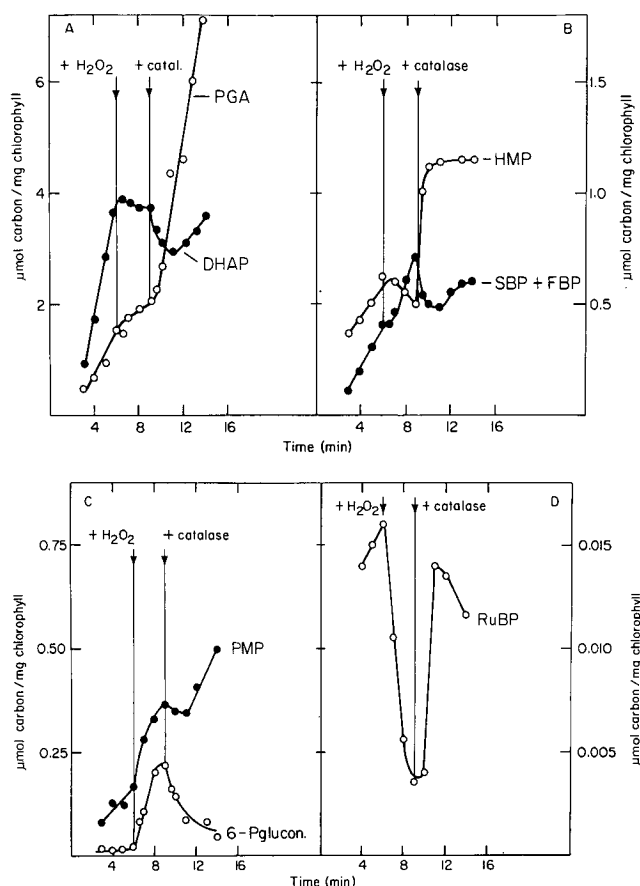 A
+ H₂O₂
+ catal.
PGA
DHAP
6
4
2
4 8 12 16
μmol carbon/mg chlorophyll
B
+ H₂O₂ + catalase
HMP
SBP + FBP
1.5
1.0
0.5
4 8 12 16
μmol carbon/mg chlorophyll
Time (min)
C
+ H₂O₂ + catalase
PMP
6-Pglucon.
0.75
0.50
0.25
4 8 12 16
μmol carbon/mg chlorophyll
D
+ H₂O₂ + catalase
RuBP
0.015
0.010
0.005
4 8 12 16
μmol carbon/mg chlorophyll
Time (min)